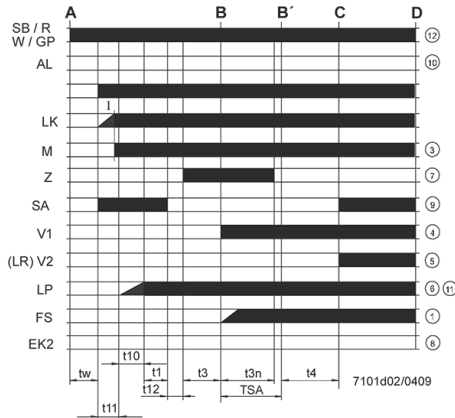 A B B´ C D
SB / R
W / GP 12
AL 10
1
LK
M 3
Z 7
SA 9
V1 4
(LR) V2 5
LP 6 11
FS 1
EK2 8
t10
tw t1 t3 t3n t4
t12 TSA 7101d02/0409
t11